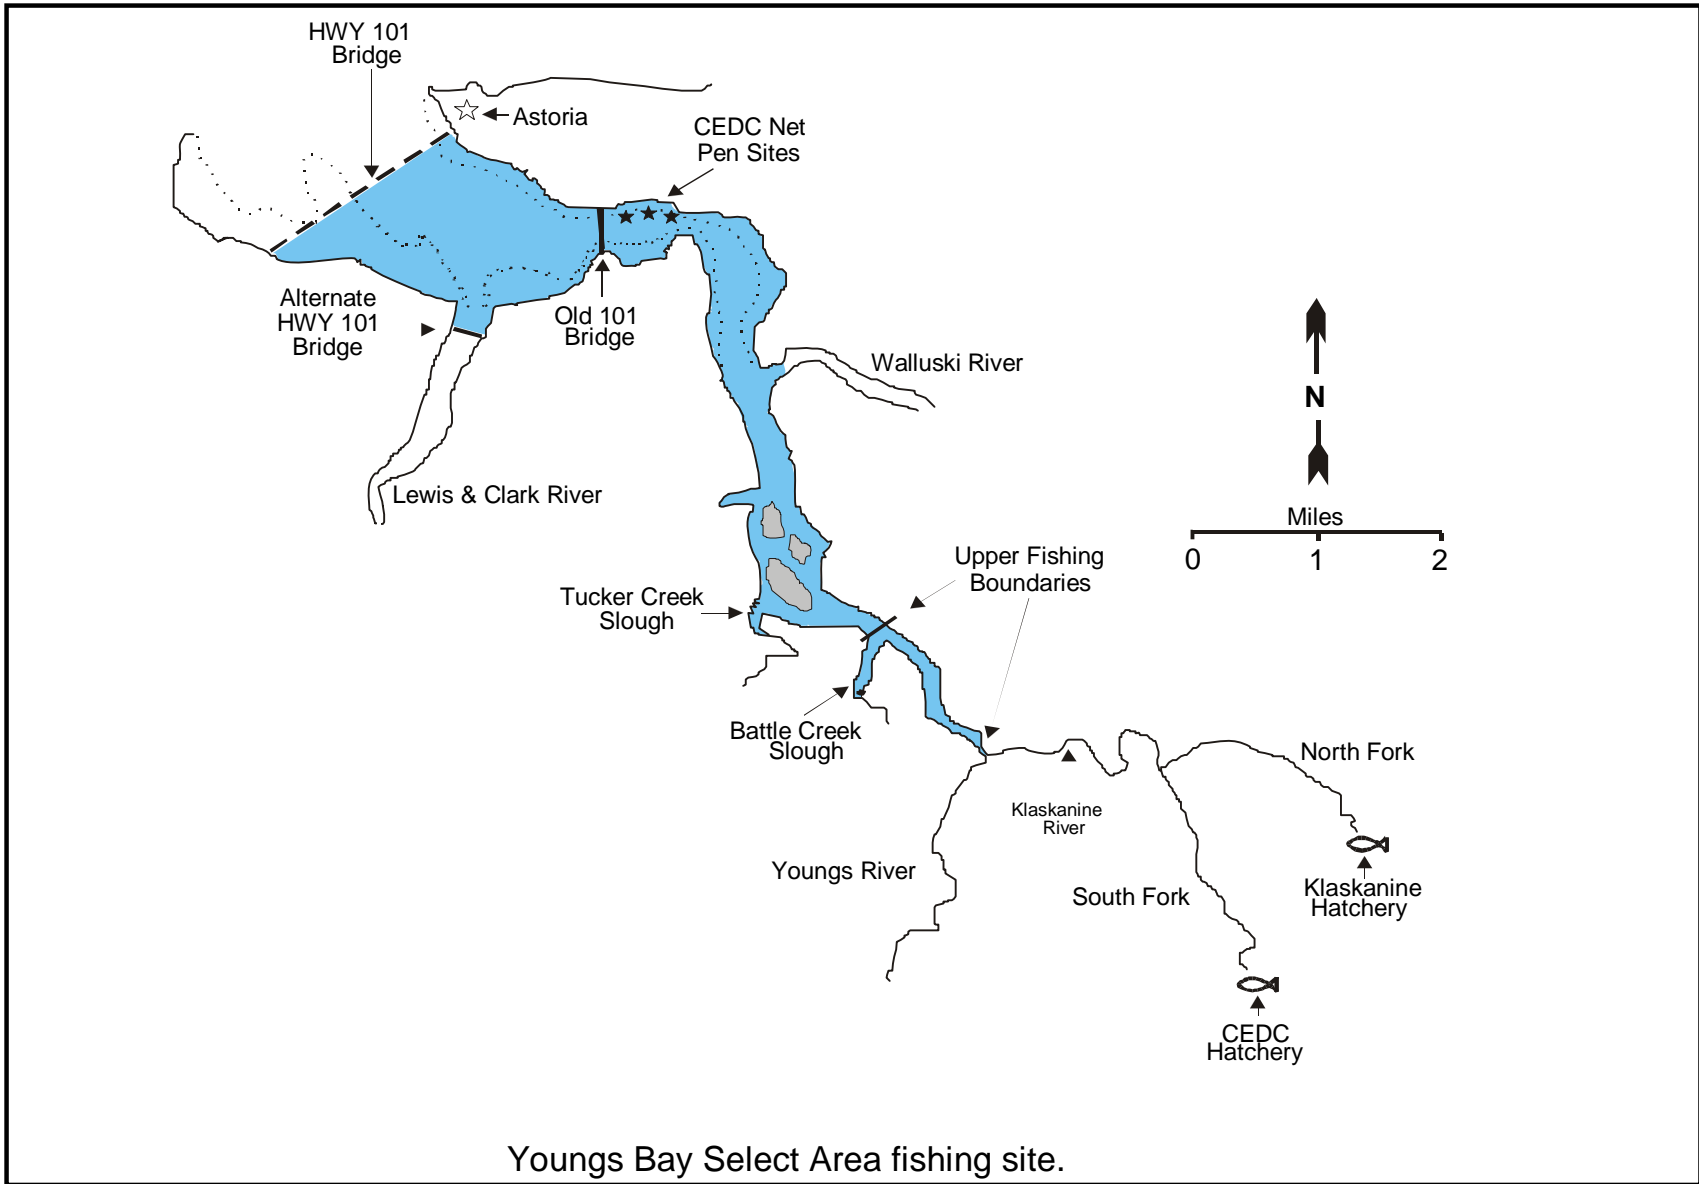 HWY 101
Bridge
Astoria
CEDC Net
Pen Sites
Alternate
HWY 101
Bridge
Old 101
Bridge
Walluski River
N
Lewis & Clark River
Miles
0 1 2
Upper Fishing
Boundaries
Tucker Creek
Slough
Battle Creek
Slough
North Fork
Klaskanine
River
Youngs River
South Fork
Klaskanine
Hatchery
CEDC
Hatchery
Youngs Bay Select Area fishing site.